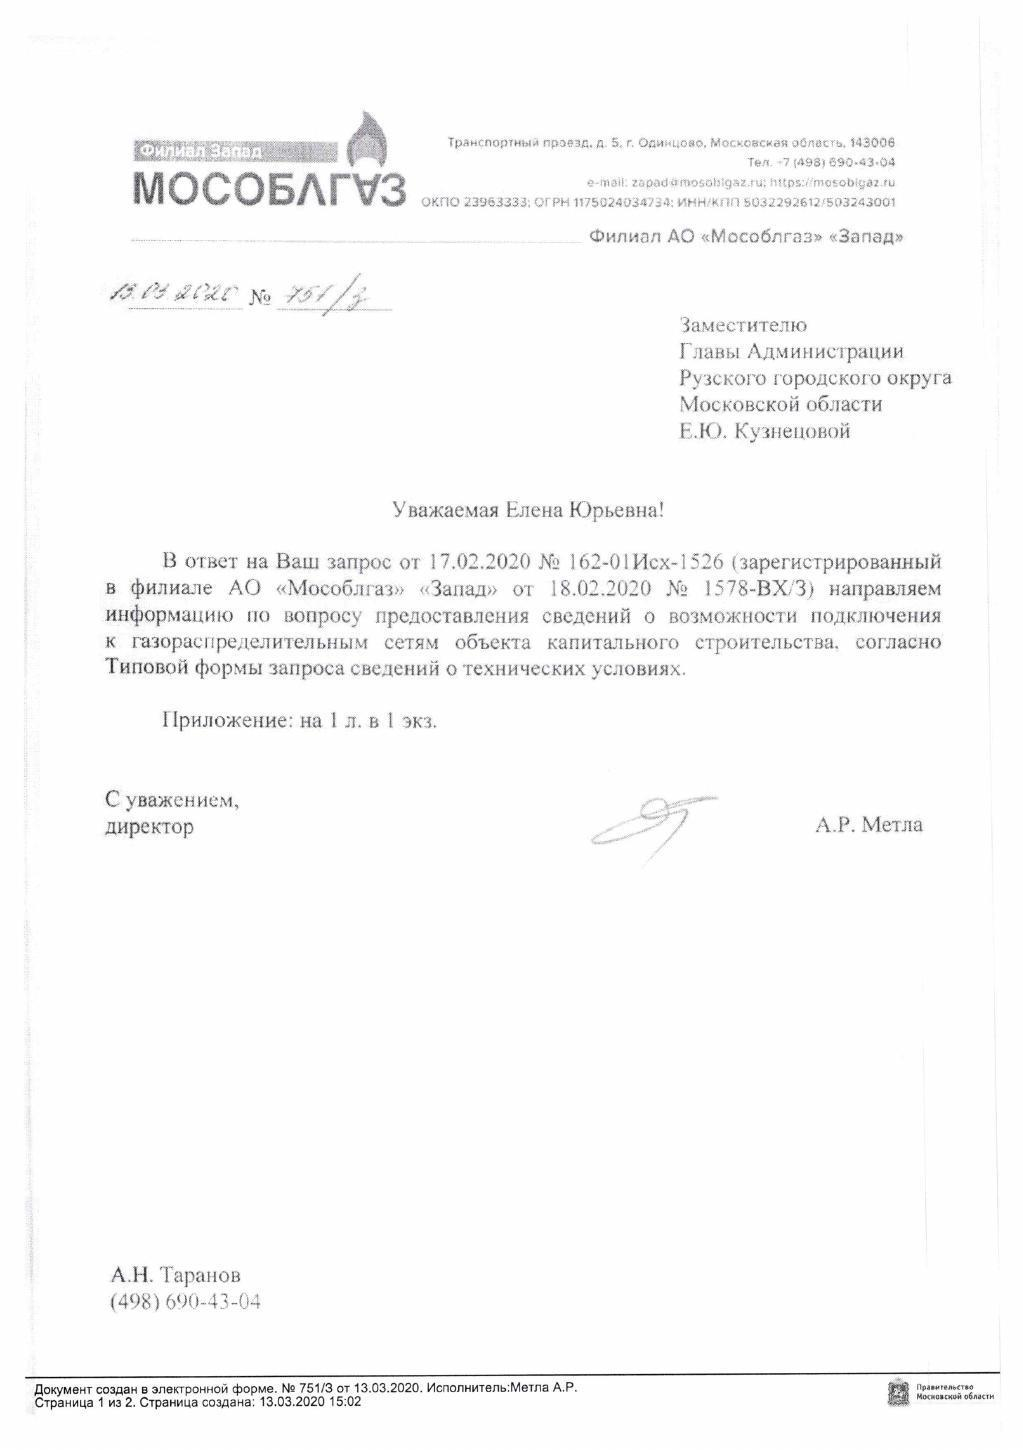 Филиал Запад
МОСОБЛГАЗ
Транспортный проезд, д. 5, г. Одинцово, Московская область, 143006
Тел. +7 (498) 690-43-04
e-mail: zapad@mosoblgaz.ru; https://mosoblgaz.ru
ОКПО 23963333; ОГРН 1175024034734; ИНН/КПП 5032292612/503243001
Филиал АО «Мособлгаз» «Запад»
13.03.2020 № 751/З
Заместителю
Главы Администрации
Рузского городского округа
Московской области
Е.Ю. Кузнецовой
Уважаемая Елена Юрьевна!
В ответ на Ваш запрос от 17.02.2020 № 162-01Исх-1526 (зарегистрированный
в филиале АО «Мособлгаз» «Запад» от 18.02.2020 № 1578-ВХ/З) направляем
информацию по вопросу предоставления сведений о возможности подключения
к газораспределительным сетям объекта капитального строительства, согласно
Типовой формы запроса сведений о технических условиях.
Приложение: на 1 л. в 1 экз.
С уважением,
директор
А.Р. Метла
А.Н. Таранов
(498) 690-43-04
Документ создан в электронной форме. № 751/З от 13.03.2020. Исполнитель:Метла А.Р.
Страница 1 из 2. Страница создана: 13.03.2020 15:02
Правительство
Московской области